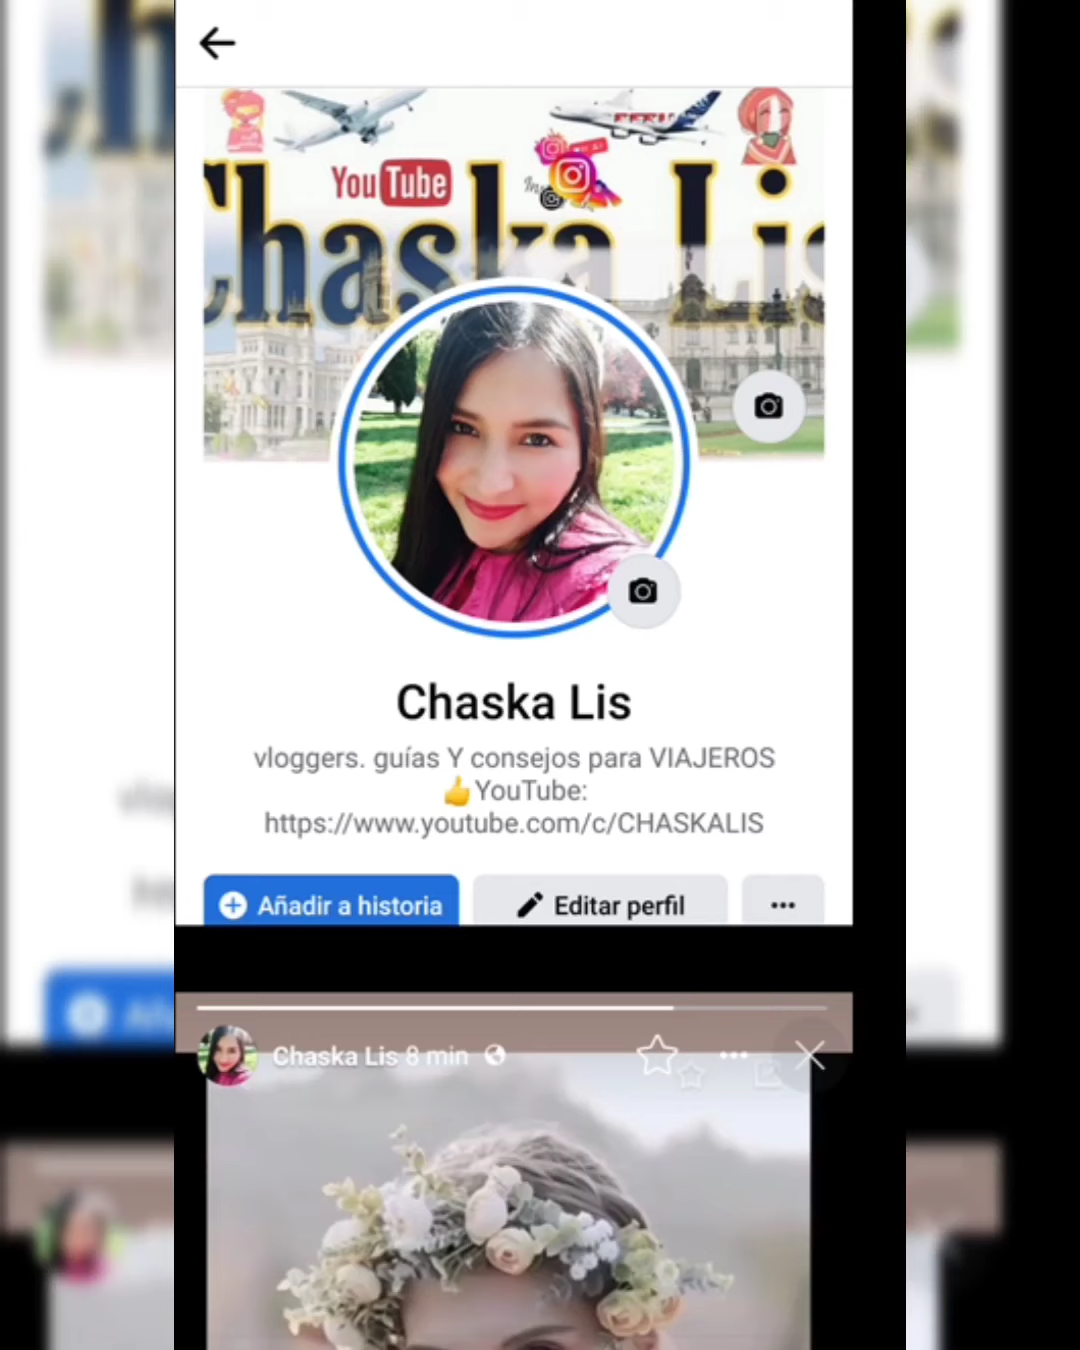 PERU
YouTube
Chaska Lis
Chaska Lis
vloggers. guías Y consejos para VIAJEROS
👍YouTube:
https://www.youtube.com/c/CHASKALIS
Añadir a historia
Editar perfil
Chaska Lis 8 min